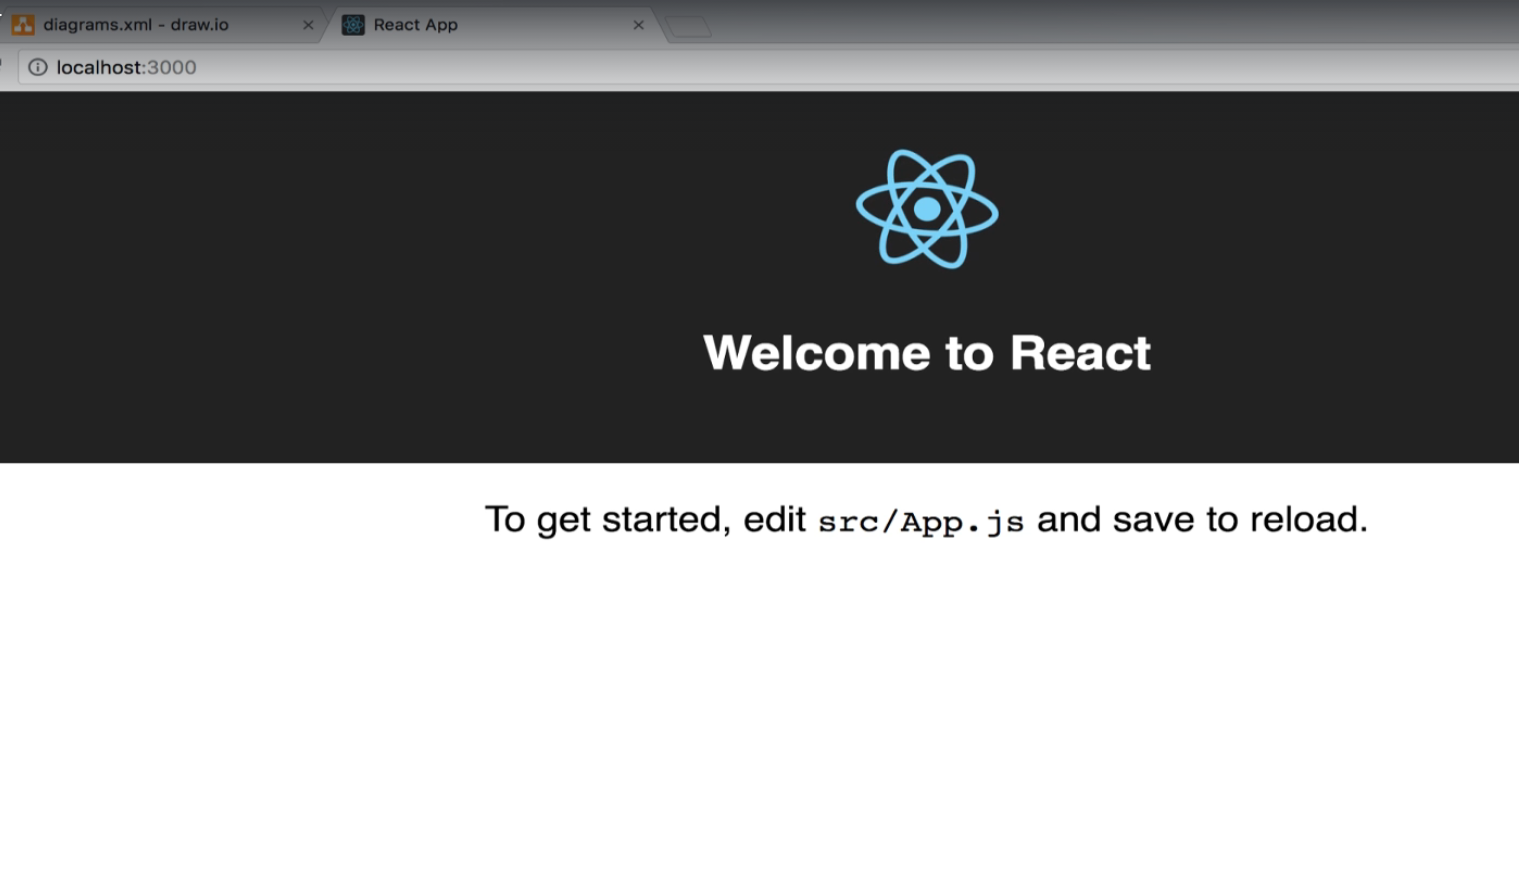 diagrams.xml - draw.io
React App
localhost:3000
Welcome to React
To get started, edit src/App.js and save to reload.